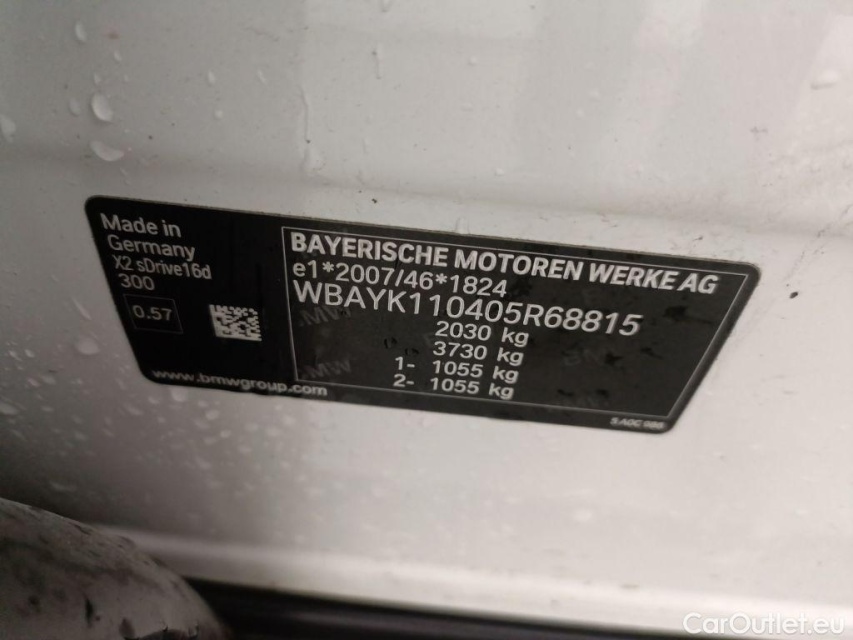 Made in
Germany
X2 sDrive16d
300
0.57
www.bmwgroup.com
BAYERISCHE MOTOREN WERKE AG
e1*2007/46*1824
WBAYK110405R68815
2030 kg
3730 kg
1- 1055 kg
2- 1055 kg
CarOutlet.eu